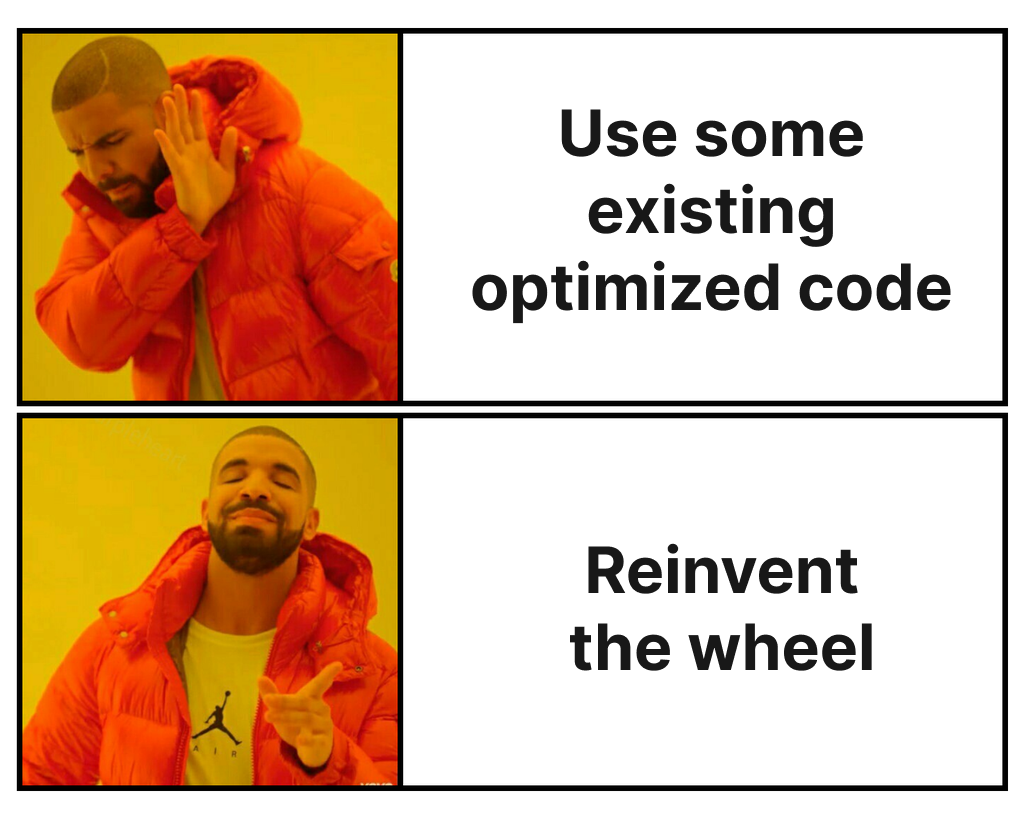 Use some
existing
optimized code
Reinvent
the wheel
A I R